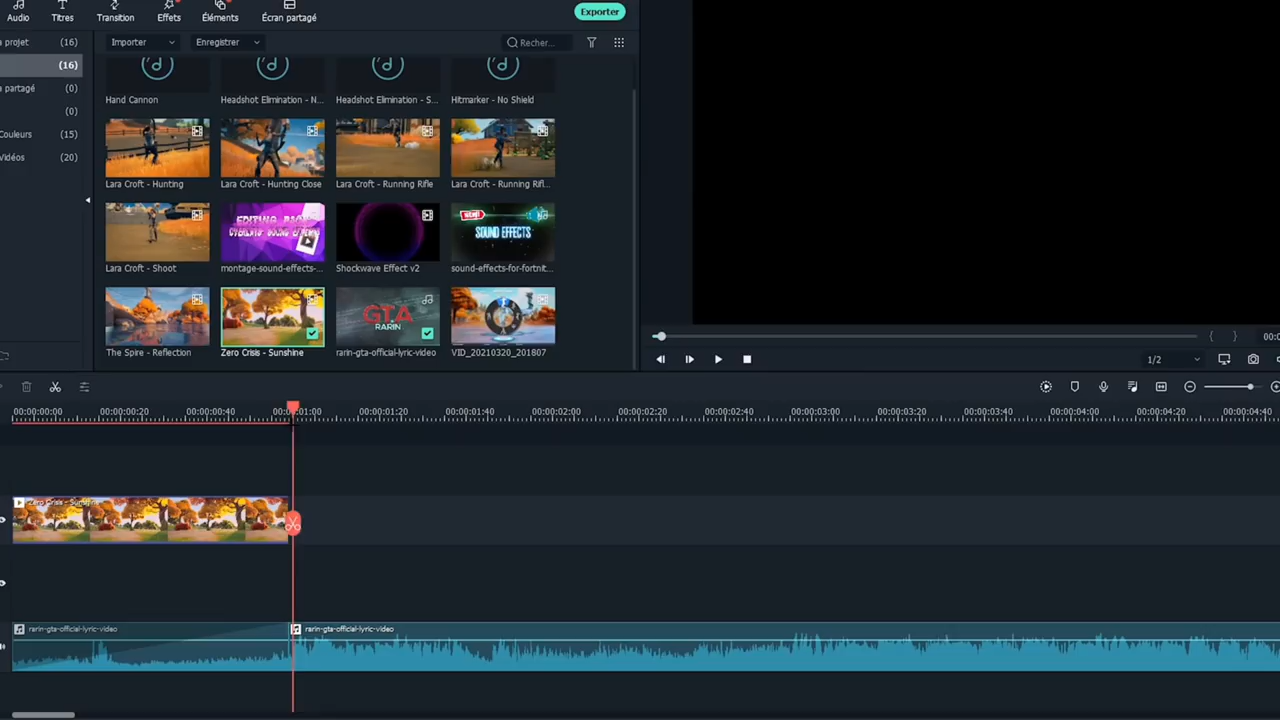 Audio
Titres
Transition
Effets
Éléments
Écran partagé
Exporter
a projet (16)
(16)
a partagé (0)
(0)
Couleurs (15)
Vidéos (20)
Importer
Enregistrer
Recher...
Hand Cannon
Headshot Elimination - N...
Headshot Elimination - S...
Hitmarker - No Shield
Lara Croft - Hunting
Lara Croft - Hunting Close
Lara Croft - Running Rifle
Lara Croft - Running Rifl...
EDITING PACK
SOUND EFFECTS
Lara Croft - Shoot
montage-sound-effects-...
Shockwave Effect v2
sound-effects-for-fortnit...
GTA
RARIN
The Spire - Reflection
Zero Crisis - Sunshine
rarin-gta-official-lyric-video
VID_20210320_201807
{ }
00:0
1/2
00:00:00:00
00:00:00:20
00:00:00:40
00:00:01:00
00:00:01:20
00:00:01:40
00:00:02:00
00:00:02:20
00:00:02:40
00:00:03:00
00:00:03:20
00:00:03:40
00:00:04:00
00:00:04:20
00:00:04:40
Zero Crisis - Sunshine
rarin-gta-official-lyric-video
rarin-gta-official-lyric-video